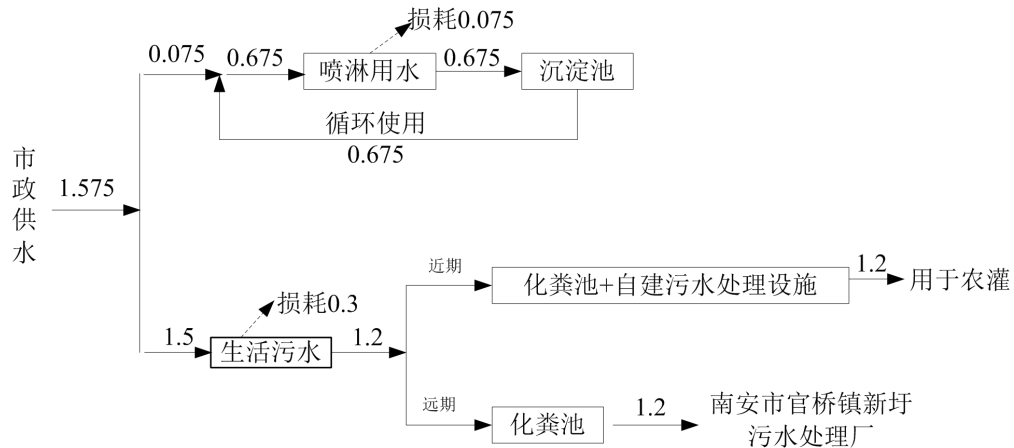 损耗0.075
0.075
0.675
喷淋用水
0.675
沉淀池
循环使用
0.675
市政供水
1.575
近期
化粪池+自建污水处理设施
1.2
用于农灌
损耗0.3
1.5
生活污水
1.2
远期
化粪池
1.2
南安市官桥镇新圩
污水处理厂